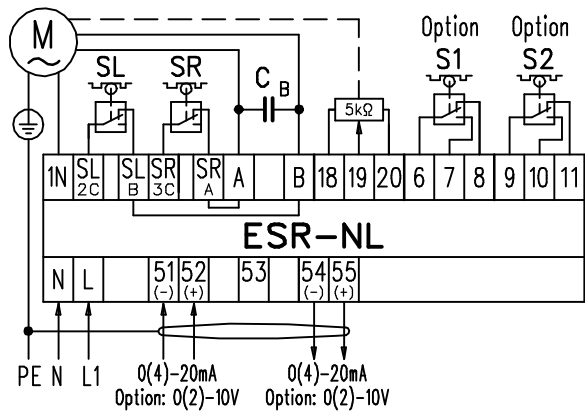 M
~
SL
SR
C B
Option
S1
Option
S2
5kΩ
1N
SL 2C
SL B
SR 3C
SR A
A
B
18
19
20
6
7
8
9
10
11
ESR-NL
N
L
51 (-)
52 (+)
53
54 (-)
55 (+)
PE
N
L1
0(4)-20mA
Option: 0(2)-10V
0(4)-20mA
Option: 0(2)-10V